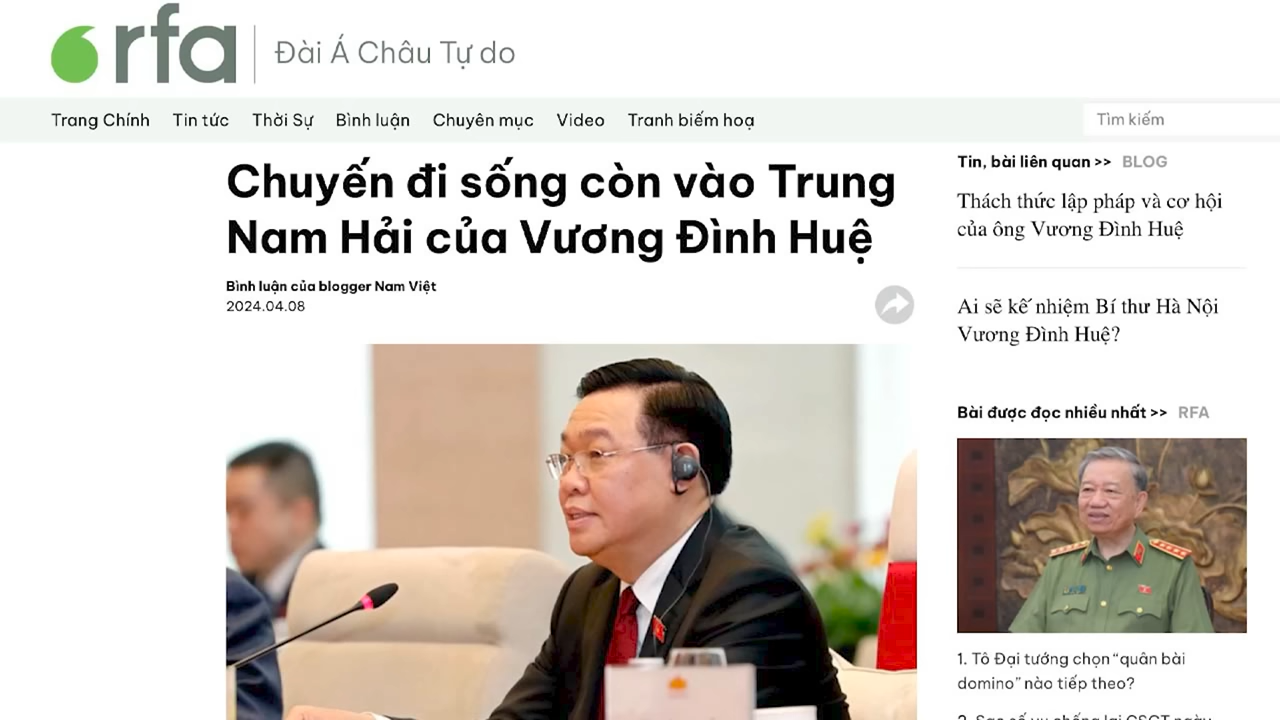 rfa Đài Á Châu Tự do
Trang Chính Tin tức Thời Sự Bình luận Chuyên mục Video Tranh biếm hoạ
Tìm kiếm
Chuyến đi sống còn vào Trung
Nam Hải của Vương Đình Huệ
Bình luận của blogger Nam Việt
2024.04.08
Tin, bài liên quan >> BLOG
Thách thức lập pháp và cơ hội
của ông Vương Đình Huệ
Ai sẽ kế nhiệm Bí thư Hà Nội
Vương Đình Huệ?
Bài được đọc nhiều nhất >> RFA
1. Tô Đại tướng chọn “quân bài
domino” nào tiếp theo?